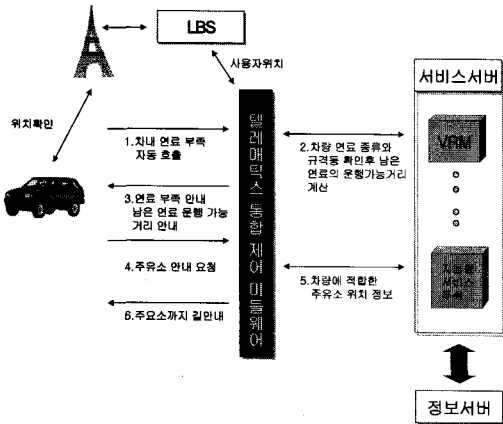 LBS
사용자위치
서비스서버
위치확인
1.차내 연료 부족
자동 호출
텔레매틱스 통합 제어 미들웨어
2.차량 연료 종류와
규격등 확인후 남은
연료의 운행가능거리
계산
VRM
3.연료 부족 안내
남은 연료 운행 가능
거리 안내
4.주유소 안내 요청
5.차량에 적합한
주유소 위치 정보
6.주요소까지 길안내
정보서버